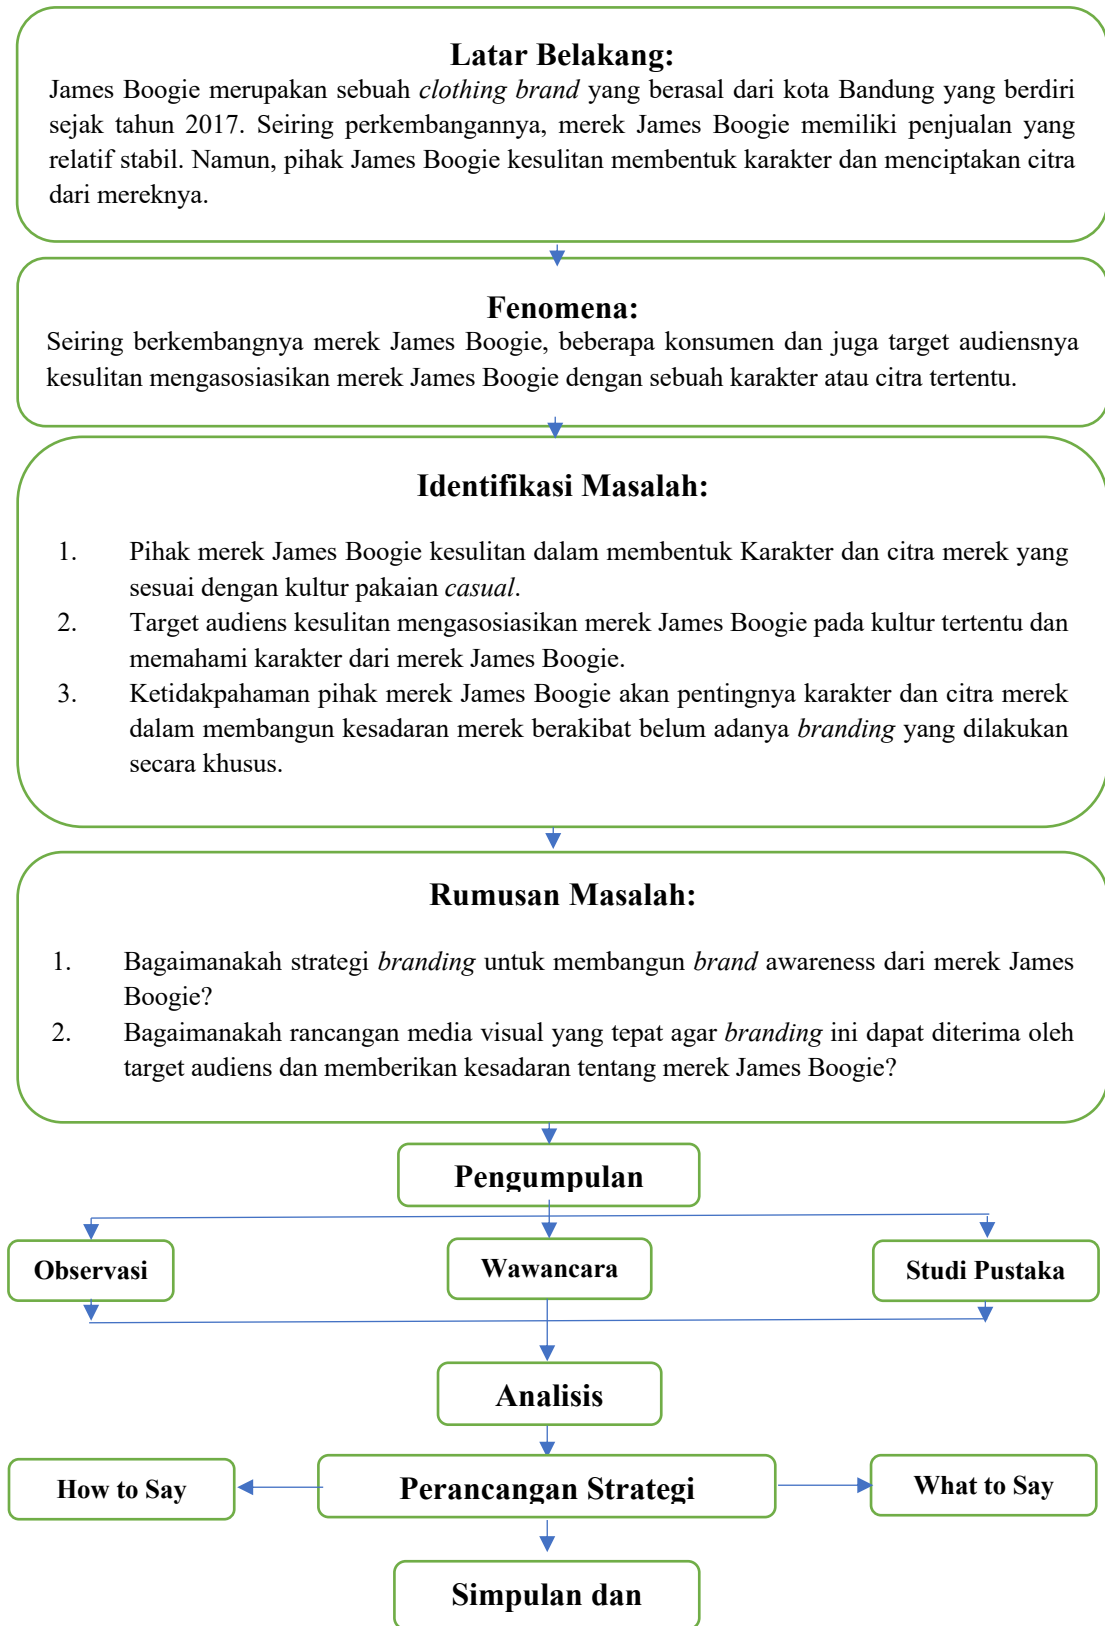 Latar Belakang:
James Boogie merupakan sebuah clothing brand yang berasal dari kota Bandung yang berdiri
sejak tahun 2017. Seiring perkembangannya, merek James Boogie memiliki penjualan yang
relatif stabil. Namun, pihak James Boogie kesulitan membentuk karakter dan menciptakan citra
dari mereknya.
Fenomena:
Seiring berkembangnya merek James Boogie, beberapa konsumen dan juga target audiensnya
kesulitan mengasosiasikan merek James Boogie dengan sebuah karakter atau citra tertentu.
Identifikasi Masalah:
1. Pihak merek James Boogie kesulitan dalam membentuk Karakter dan citra merek yang
sesuai dengan kultur pakaian casual.
2. Target audiens kesulitan mengasosiasikan merek James Boogie pada kultur tertentu dan
memahami karakter dari merek James Boogie.
3. Ketidakpahaman pihak merek James Boogie akan pentingnya karakter dan citra merek
dalam membangun kesadaran merek berakibat belum adanya branding yang dilakukan
secara khusus.
Rumusan Masalah:
1. Bagaimanakah strategi branding untuk membangun brand awareness dari merek James
Boogie?
2. Bagaimanakah rancangan media visual yang tepat agar branding ini dapat diterima oleh
target audiens dan memberikan kesadaran tentang merek James Boogie?
Pengumpulan
Observasi
Wawancara
Studi Pustaka
Analisis
How to Say
Perancangan Strategi
What to Say
Simpulan dan